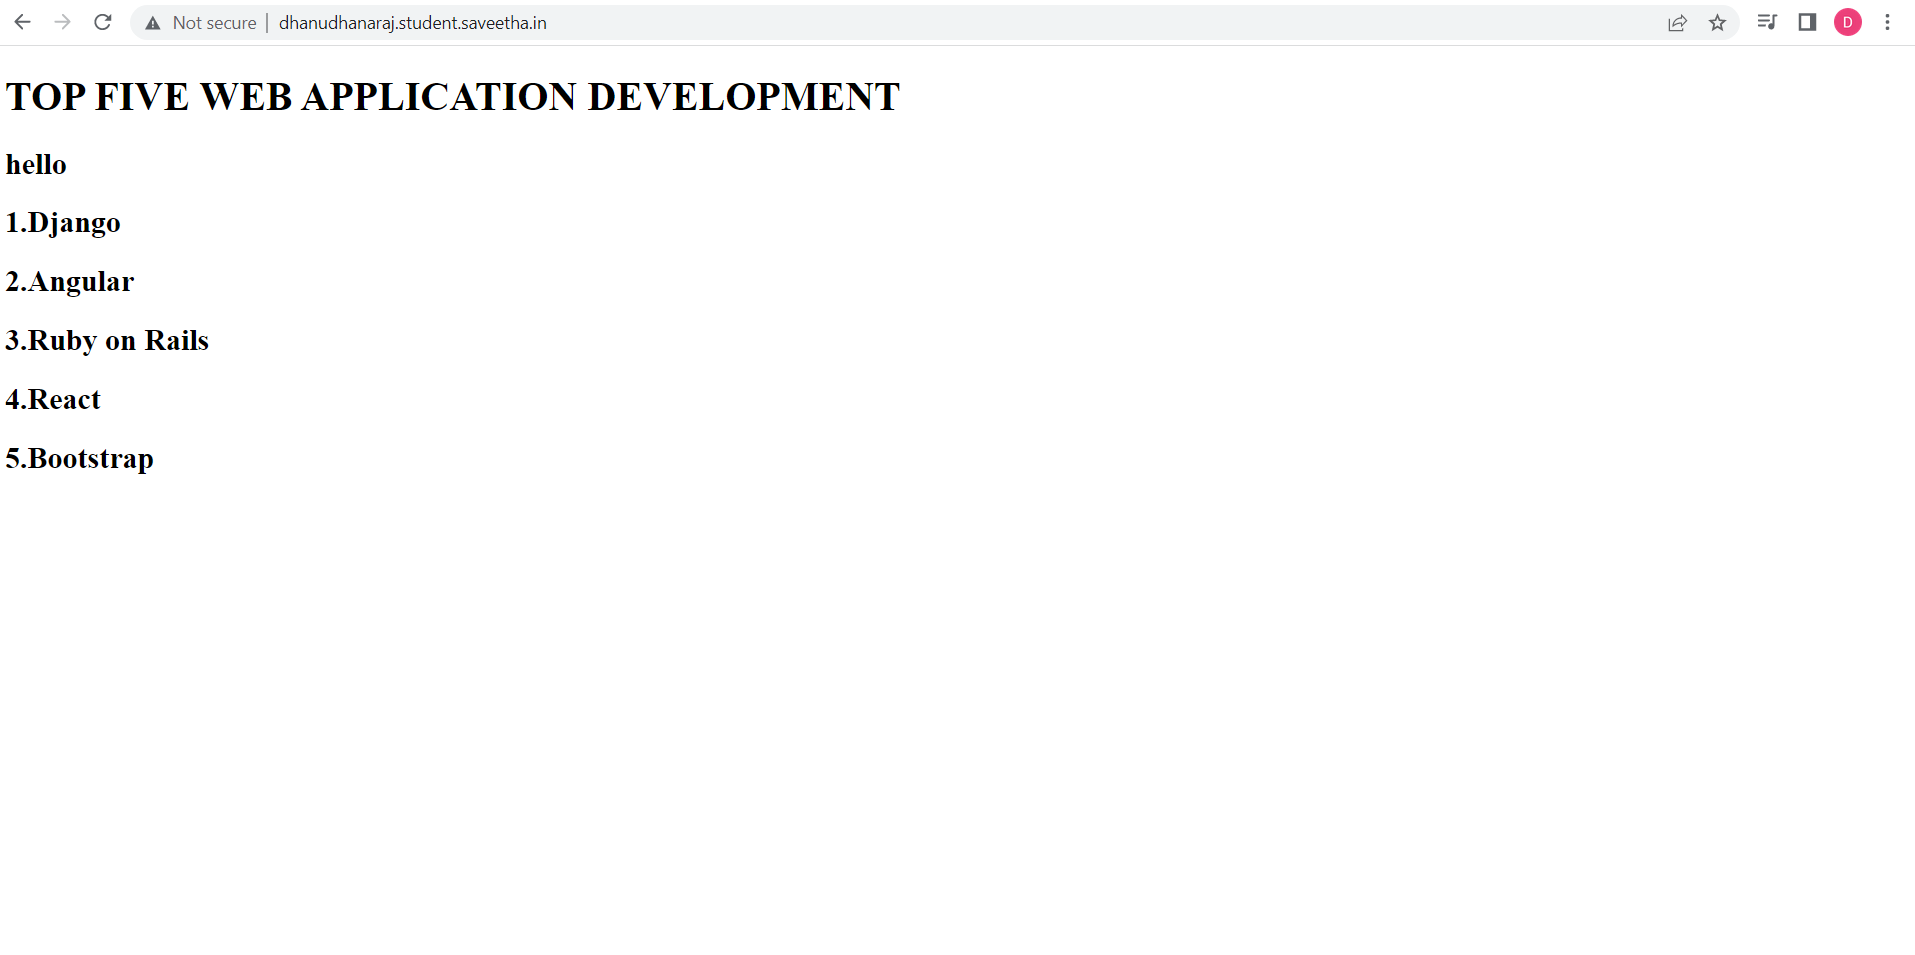 Not secure | dhanudhanaraj.student.saveetha.in
D
TOP FIVE WEB APPLICATION DEVELOPMENT
hello
1.Django
2.Angular
3.Ruby on Rails
4.React
5.Bootstrap